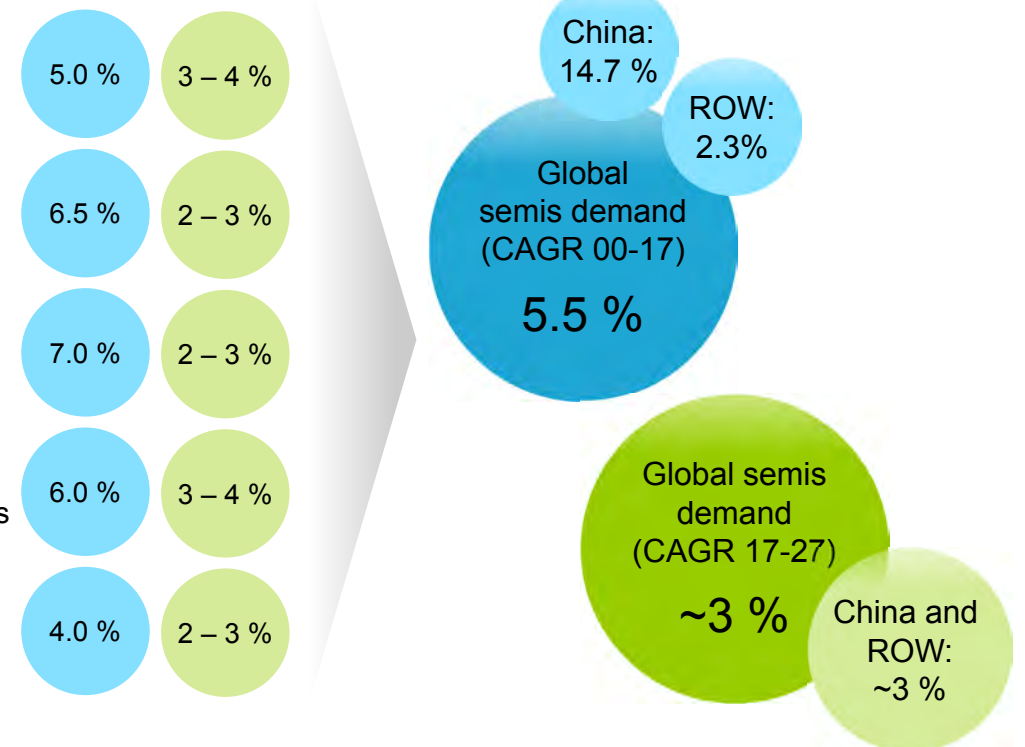 5.0 % 3 – 4 %
6.5 % 2 – 3 %
7.0 % 2 – 3 %
s 6.0 % 3 – 4 %
4.0 % 2 – 3 %
China:
14.7 %
ROW:
2.3%
Global
semis demand
(CAGR 00-17)
5.5 %
Global semis
demand
(CAGR 17-27)
~3 %
China and
ROW:
~3 %